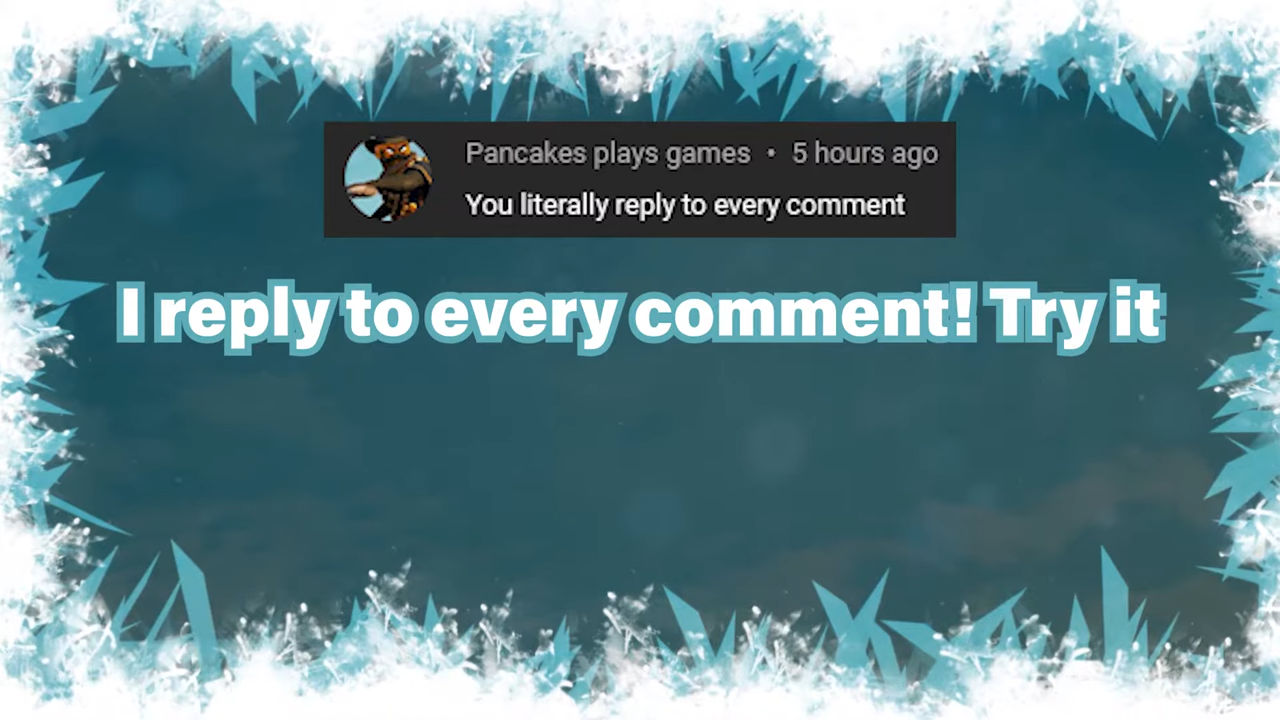 Pancakes plays games • 5 hours ago
You literally reply to every comment
I reply to every comment! Try it